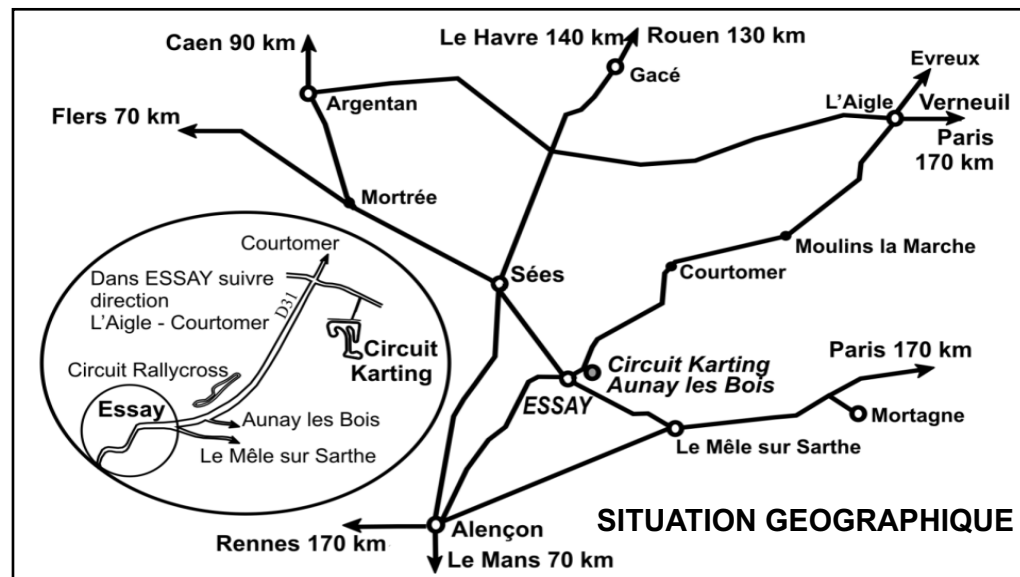 Caen 90 km
Le Havre 140 km
Rouen 130 km
Gacé
Evreux
L'Aigle
Verneuil
Paris
170 km
Argentan
Flers 70 km
Mortrée
Moulins la Marche
Courtomer
Sées
Courtomer
Dans ESSAY suivre
direction
L'Aigle - Courtomer
D31
Circuit
Karting
Circuit Rallycross
Essay
Aunay les Bois
Le Mêle sur Sarthe
Circuit Karting
Aunay les Bois
ESSAY
Paris 170 km
Mortagne
Le Mêle sur Sarthe
Alençon
Rennes 170 km
Le Mans 70 km
SITUATION GEOGRAPHIQUE